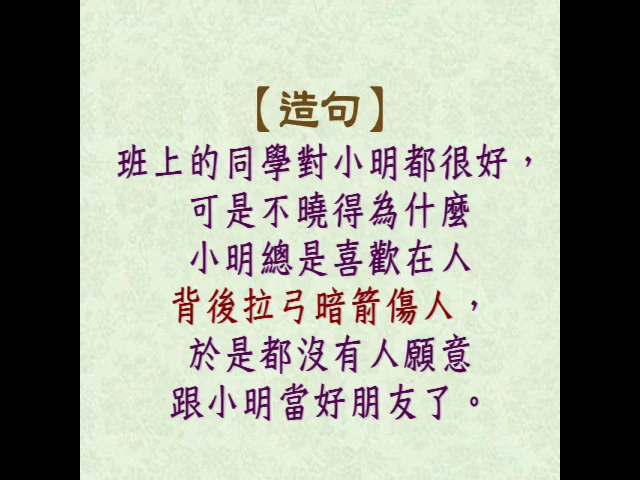 【造句】
班上的同學對小明都很好，
可是不曉得為什麼
小明總是喜歡在人
背後拉弓暗箭傷人，
於是都沒有人願意
跟小明當好朋友了。